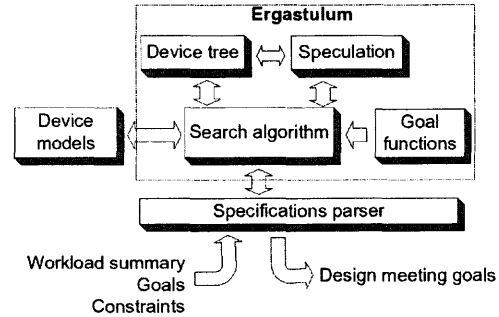 Ergastulum
Device tree
Speculation
Device
models
Search algorithm
Goal
functions
Specifications parser
Workload summary
Goals
Constraints
Design meeting goals